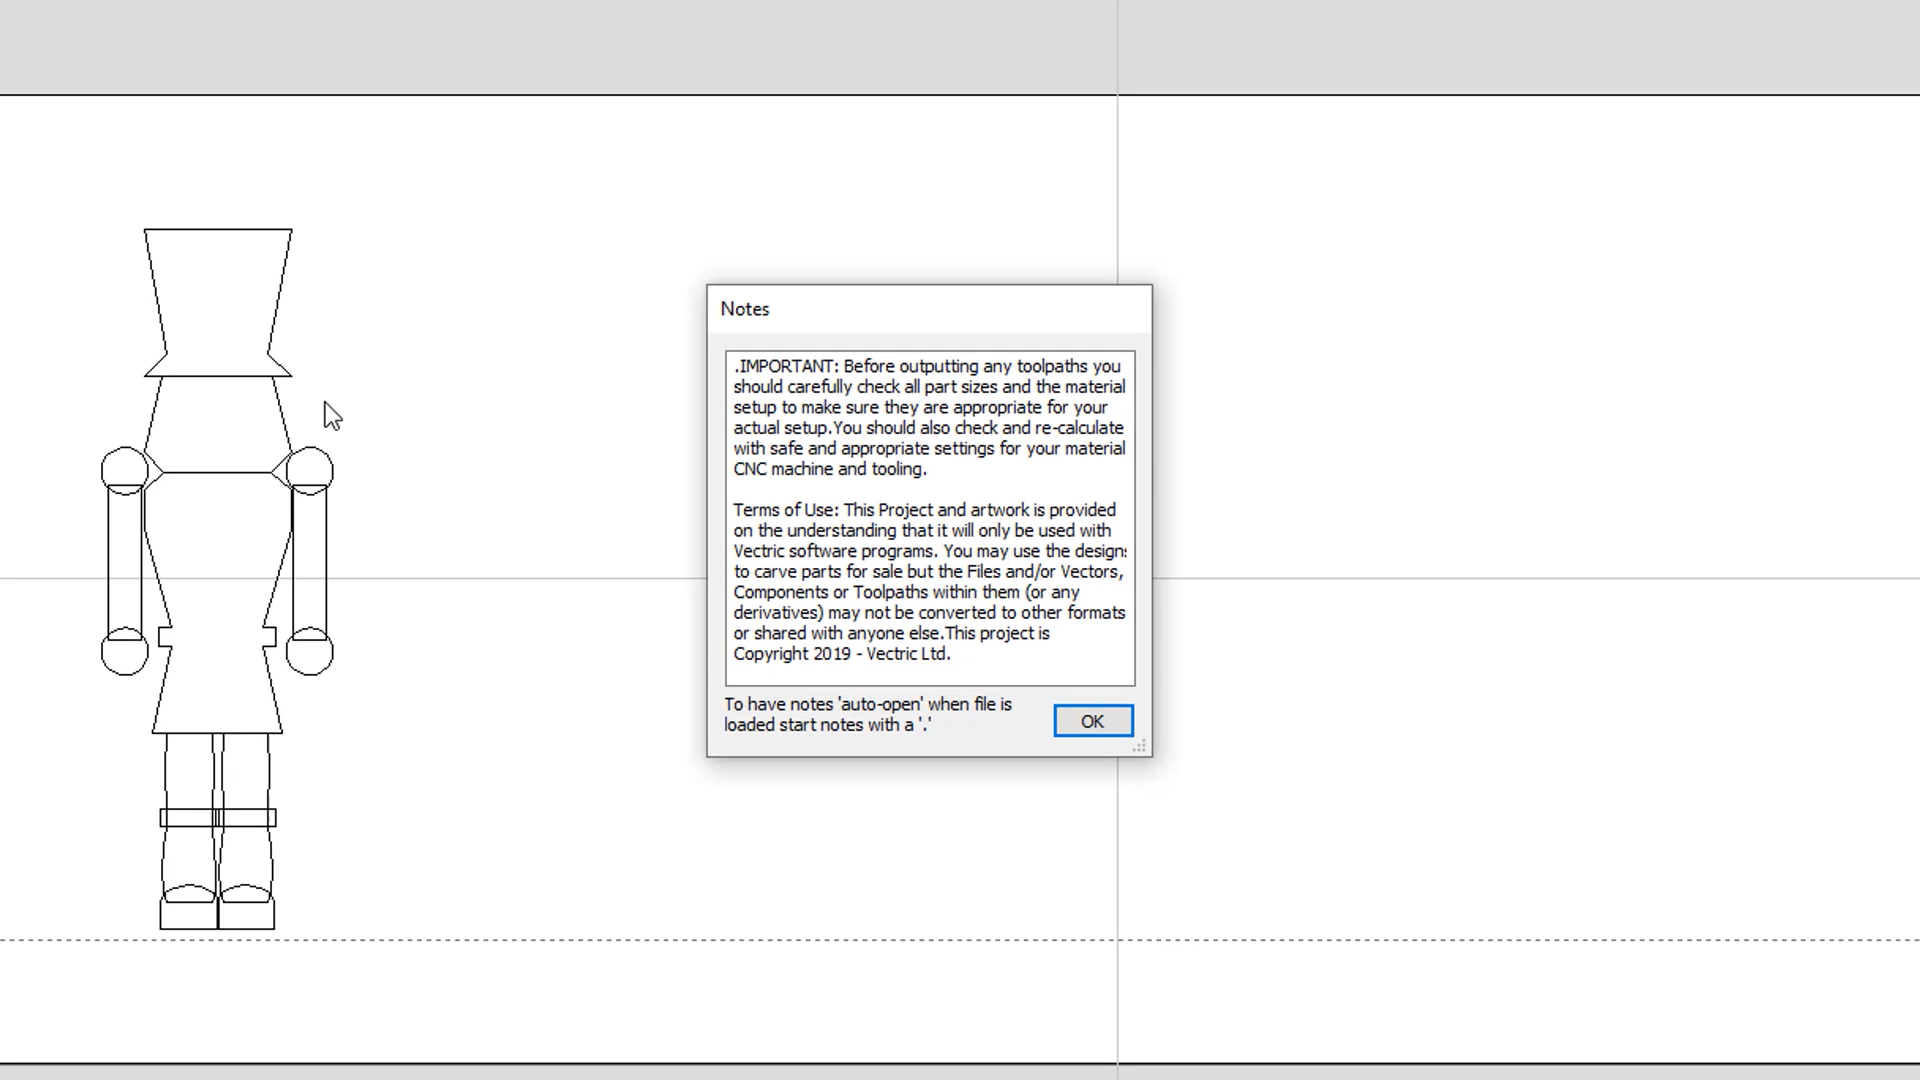 Notes
.IMPORTANT: Before outputting any toolpaths you
should carefully check all part sizes and the material
setup to make sure they are appropriate for your
actual setup.You should also check and re-calculate
with safe and appropriate settings for your material
CNC machine and tooling.
Terms of Use: This Project and artwork is provided
on the understanding that it will only be used with
Vectric software programs. You may use the designs
to carve parts for sale but the Files and/or Vectors,
Components or Toolpaths within them (or any
derivatives) may not be converted to other formats
or shared with anyone else.This project is
Copyright 2019 - Vectric Ltd.
To have notes 'auto-open' when file is
loaded start notes with a '.'
OK